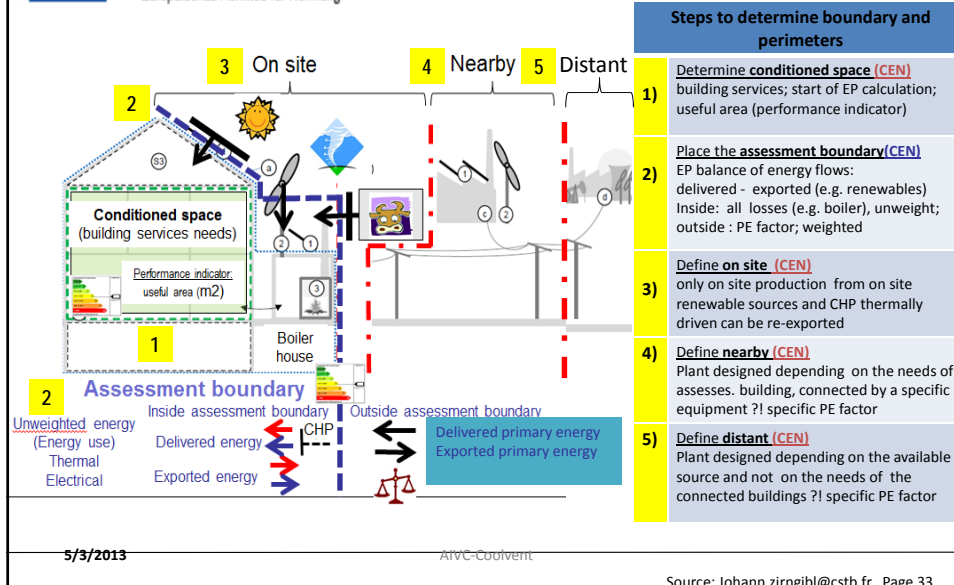 Steps to determine boundary and
perimeters
3 On site
4 Nearby
5 Distant
2
S3
a
1
c
2
d
Conditioned space
(building services needs)
Performance indicator:
useful area (m2)
2
1
3
1
Boiler
house
Assessment boundary
2
Unweighted energy
(Energy use)
Thermal
Electrical
Inside assessment boundary
Outside assessment boundary
CHP
Delivered energy
Exported energy
Delivered primary energy
Exported primary energy
1)
Determine conditioned space (CEN)
building services; start of EP calculation;
useful area (performance indicator)
2)
Place the assessment boundary(CEN)
EP balance of energy flows:
delivered - exported (e.g. renewables)
Inside: all losses (e.g. boiler), unweight;
outside : PE factor; weighted
3)
Define on site (CEN)
only on site production from on site
renewable sources and CHP thermally
driven can be re-exported
4)
Define nearby (CEN)
Plant designed depending on the needs of
assesses. building, connected by a specific
equipment ?! specific PE factor
5)
Define distant (CEN)
Plant designed depending on the available
source and not on the needs of the
connected buildings ?! specific PE factor
5/3/2013
AIVC-Coolvent
Source: Johann.zirngibl@cstb.fr Page 33